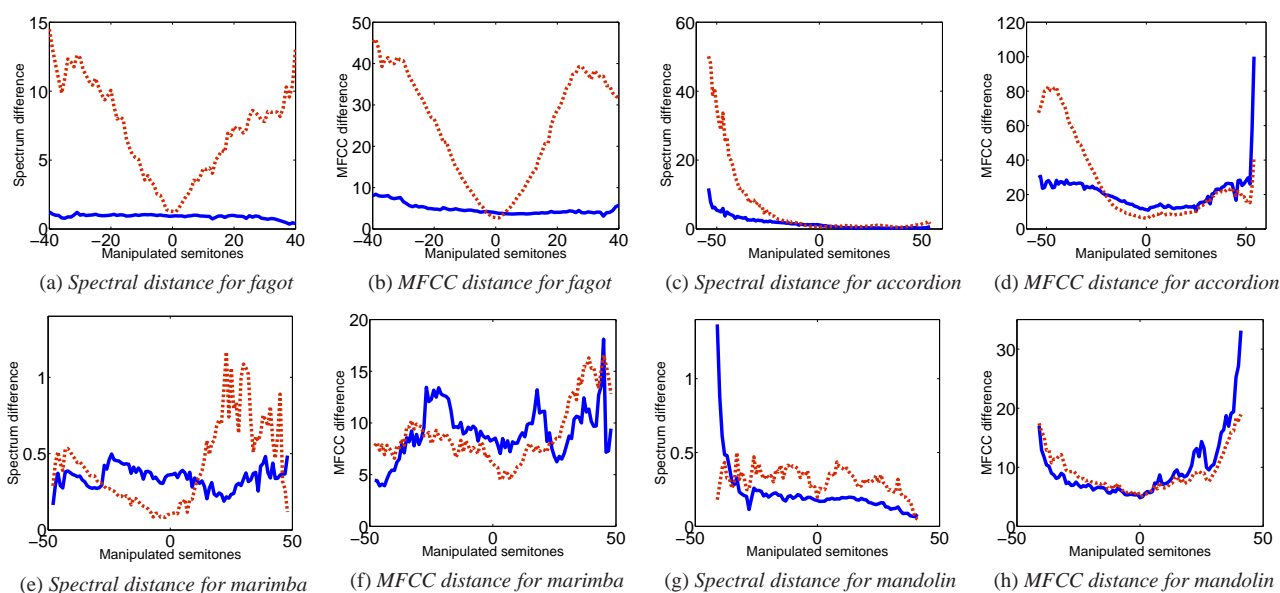 15
10
5
0
−40
−20
0
20
40
Spectrum difference
Manipulated semitones
(a) Spectral distance for fagot
50
40
30
20
10
0
−40
−20
0
20
40
MFCC difference
Manipulated semitones
(b) MFCC distance for fagot
60
40
20
0
−50
0
50
Spectrum difference
Manipulated semitones
(c) Spectral distance for accordion
120
100
80
60
40
20
0
−50
0
50
MFCC difference
Manipulated semitones
(d) MFCC distance for accordion
1
0.5
0
−50
0
50
Spectrum difference
Manipulated semitones
(e) Spectral distance for marimba
20
15
10
5
0
−50
0
50
MFCC difference
Manipulated semitones
(f) MFCC distance for marimba
1
0.5
0
−50
0
50
Spectrum difference
Manipulated semitones
(g) Spectral distance for mandolin
30
20
10
0
−50
0
50
MFCC difference
Manipulated semitones
(h) MFCC distance for mandolin